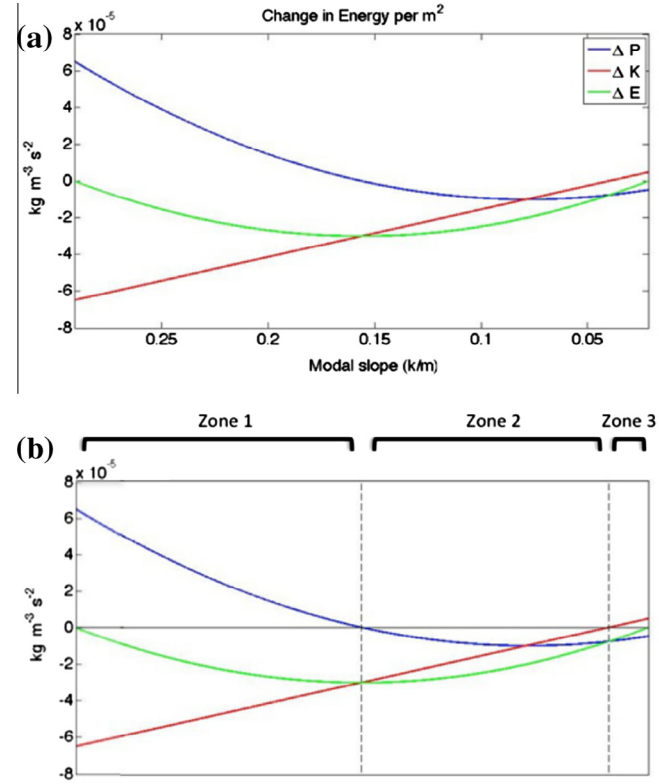 (a)
Change in Energy per m²
8 x 10⁻⁵
6
4
2
0
-2
-4
-6
-8
kg m⁻³ s⁻²
Δ P
Δ K
Δ E
0.25 0.2 0.15 0.1 0.05
Modal slope (k/m)
Zone 1 Zone 2 Zone 3
(b)
8 x 10⁻⁵
6
4
2
0
-2
-4
-6
-8
kg m⁻³ s⁻²